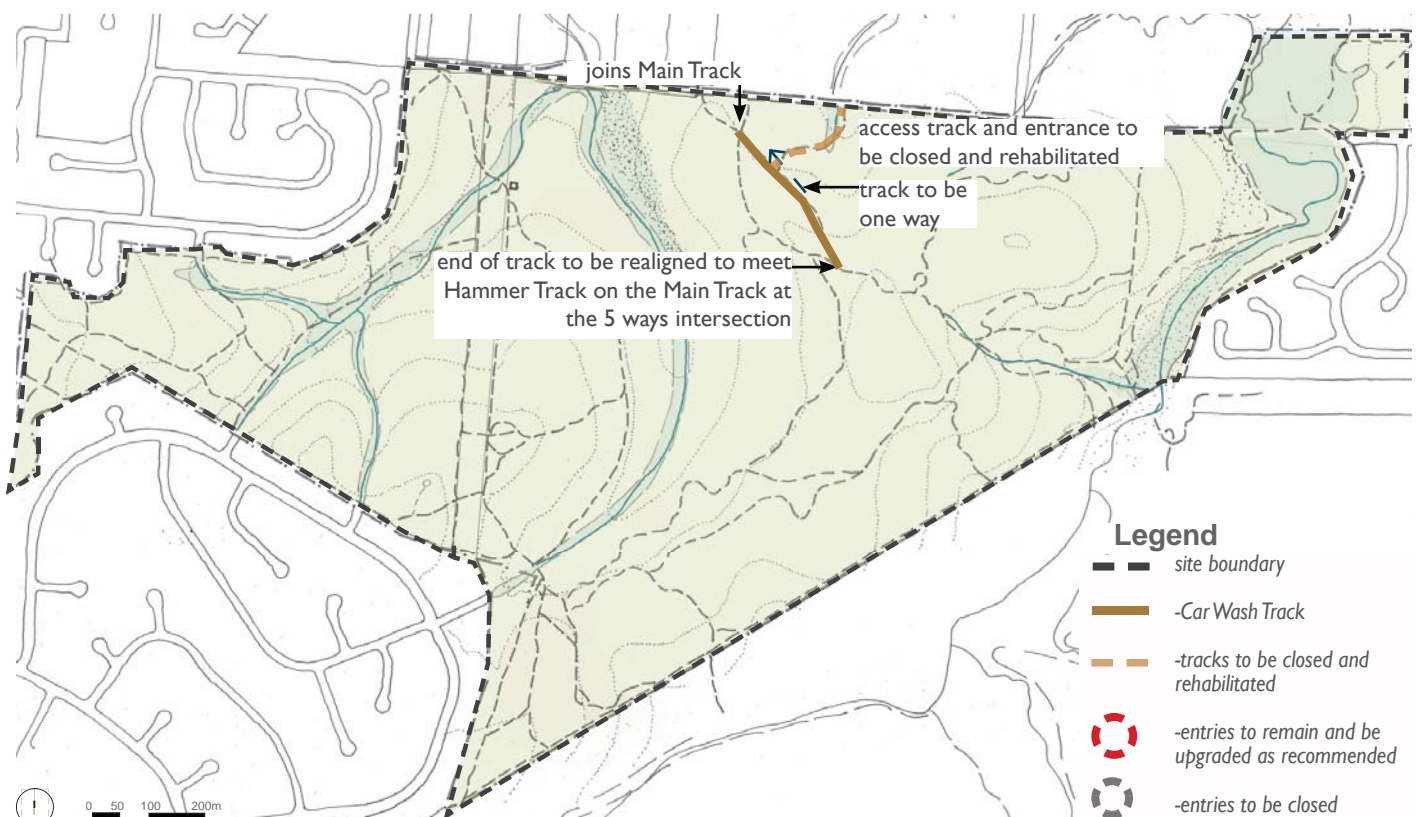 joins Main Track
access track and entrance to
be closed and rehabilitated
track to be
one way
end of track to be realigned to meet
Hammer Track on the Main Track at
the 5 ways intersection
Legend
site boundary
-Car Wash Track
-tracks to be closed and
rehabilitated
-entries to remain and be
upgraded as recommended
-entries to be closed
0 50 100 200m